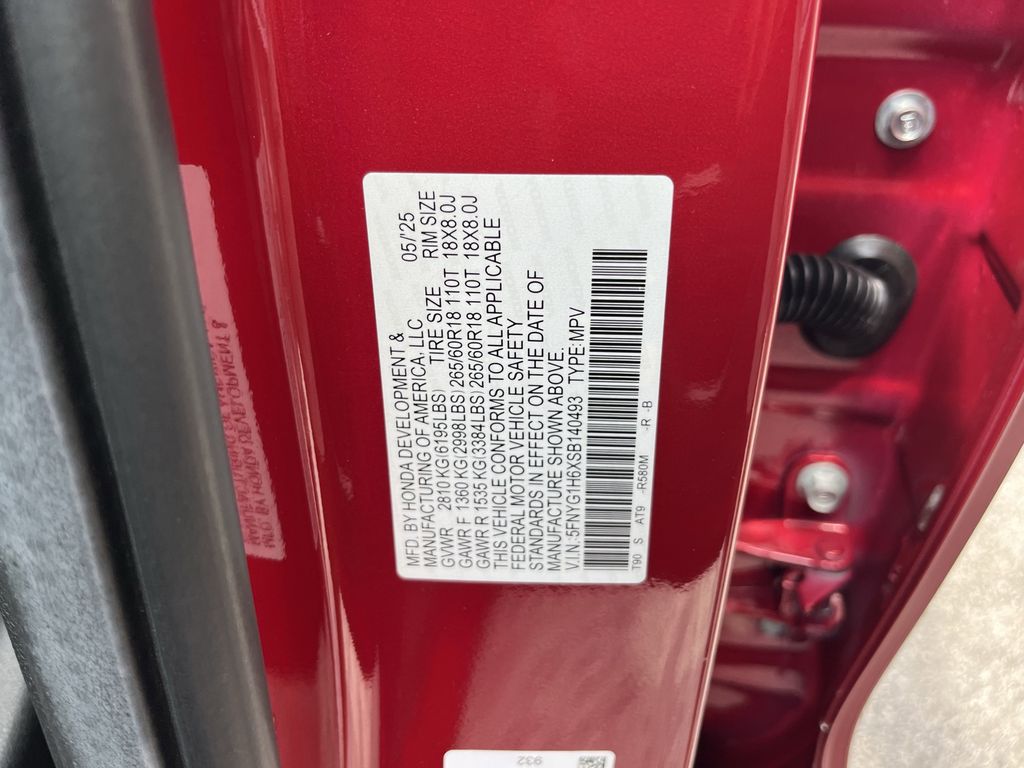 MFD. BY HONDA DEVELOPMENT & 05/'25
MANUFACTURING OF AMERICA, LLC
GVWR 2810 KG(6195LBS) TIRE SIZE RIM SIZE
GAWR F 1360 KG(2998LBS) 265/60R18 110T 18X8.0J
GAWR R 1535 KG(3384LBS) 265/60R18 110T 18X8.0J
THIS VEHICLE CONFORMS TO ALL APPLICABLE
FEDERAL MOTOR VEHICLE SAFETY
STANDARDS IN EFFECT ON THE DATE OF
MANUFACTURE SHOWN ABOVE.
V.I.N.:5FNYG1H6XSB140493 TYPE:MPV
T90 S AT9 -R580M -R -B
932